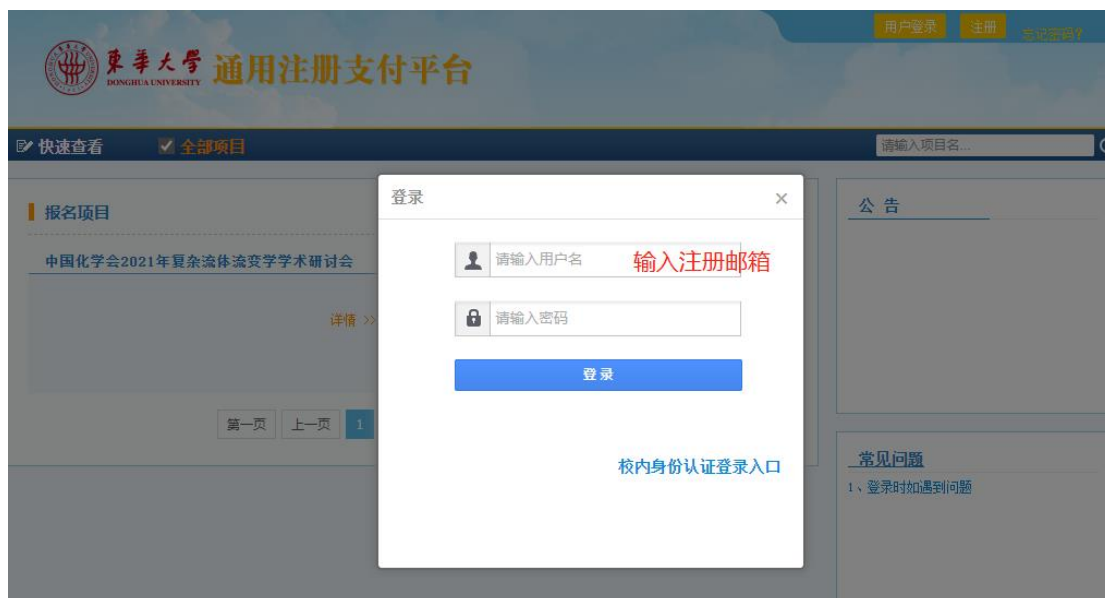 用户登录 注册 忘记密码?
東華大学 通用注册支付平台
DONGHUA UNIVERSITY
快速查看 全部项目 请输入项目名...
登录 ×
报名项目
公 告
中国化学会2021年复杂流体流变学学术研讨会
请输入用户名 输入注册邮箱
请输入密码
详情 >>
登 录
第一页 上一页 1
校内身份认证登录入口
常见问题
1、登录时如遇到问题